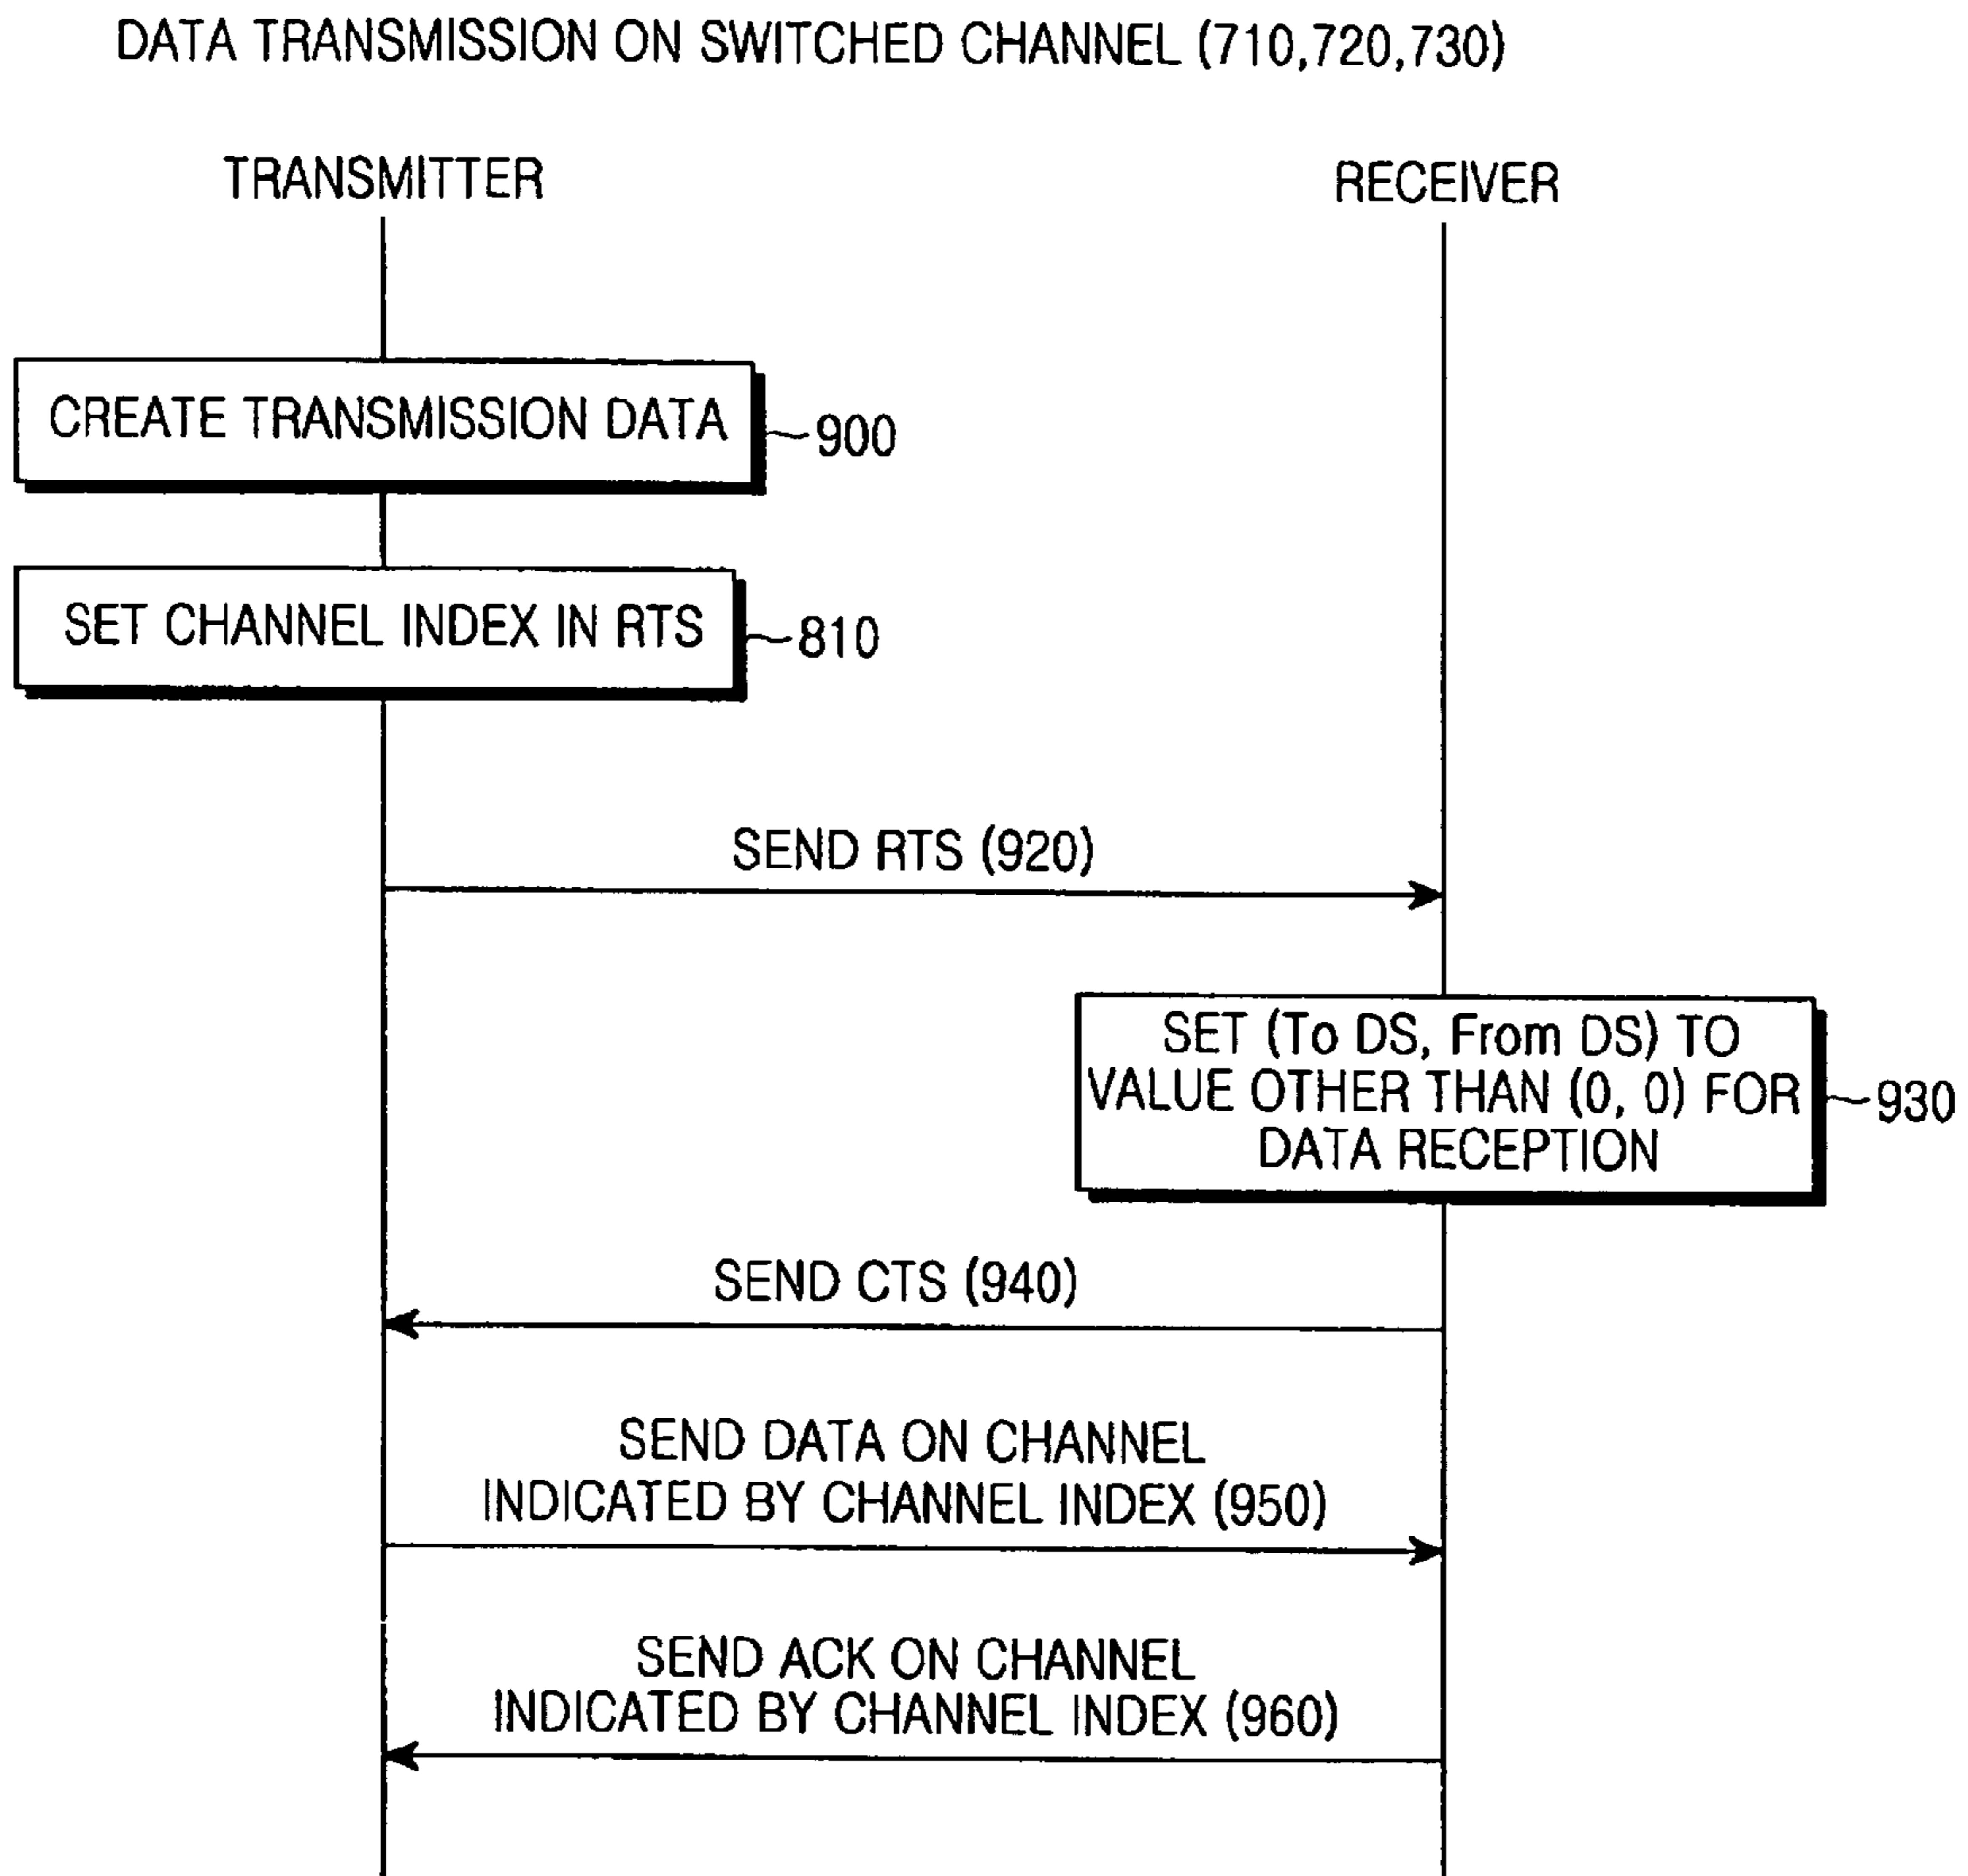 DATA TRANSMISSION ON SWITCHED CHANNEL (710,720,730)
TRANSMITTER
RECEIVER
CREATE TRANSMISSION DATA
900
SET CHANNEL INDEX IN RTS
810
SEND RTS (920)
SET (To DS, From DS) TO
VALUE OTHER THAN (0, 0) FOR
DATA RECEPTION
930
SEND CTS (940)
SEND DATA ON CHANNEL
INDICATED BY CHANNEL INDEX (950)
SEND ACK ON CHANNEL
INDICATED BY CHANNEL INDEX (960)